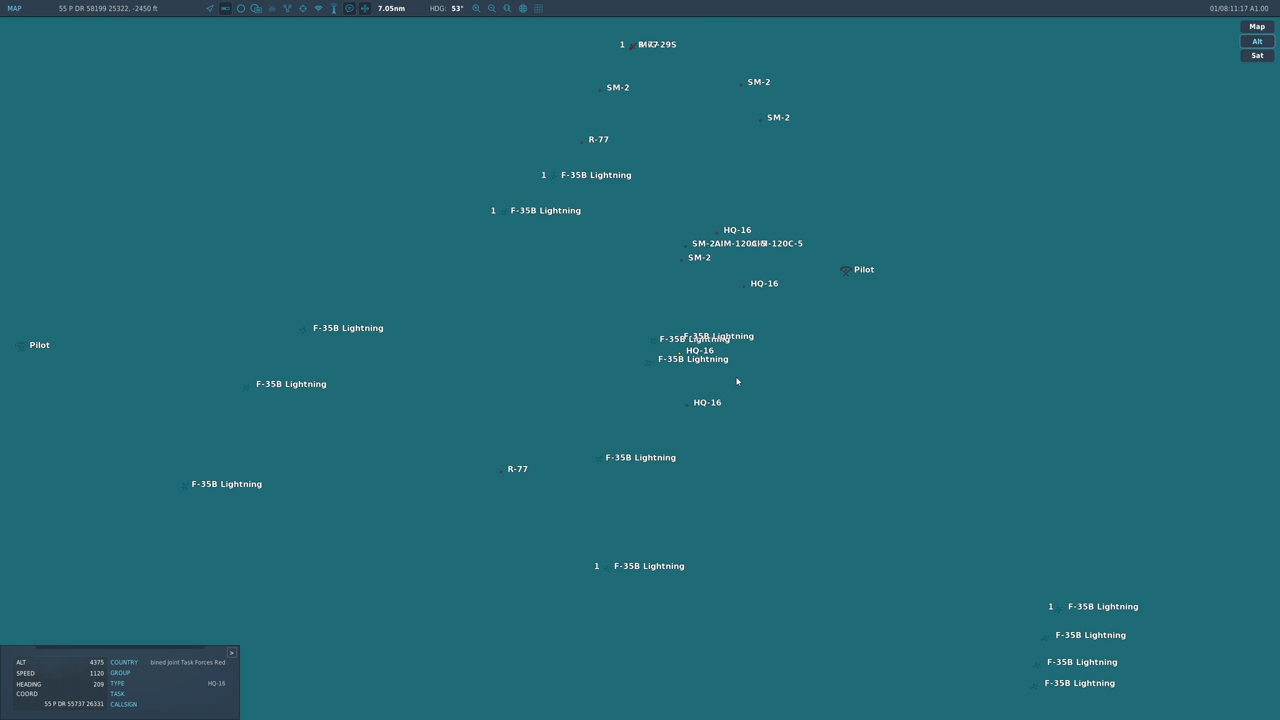 MAP 55 P DR 58199 25322, -2450 ft 7.05nm HDG: 53° 01/08:11:17 A1.00
Map
Alt
Sat
1
SM-2
SM-2
SM-2
R-77
1 F-35B Lightning
1 F-35B Lightning
HQ-16
SM-2
SM-2
Pilot
HQ-16
F-35B Lightning
F-35B Lightning
F-35B Lightning
Pilot
HQ-16
F-35B Lightning
F-35B Lightning
HQ-16
F-35B Lightning
R-77
F-35B Lightning
1 F-35B Lightning
1 F-35B Lightning
F-35B Lightning
F-35B Lightning
F-35B Lightning
>
ALT 4375 COUNTRY bined Joint Task Forces Red
SPEED 1120 GROUP
HEADING 209 TYPE HQ-16
COORD TASK
55 P DR 55737 26331 CALLSIGN